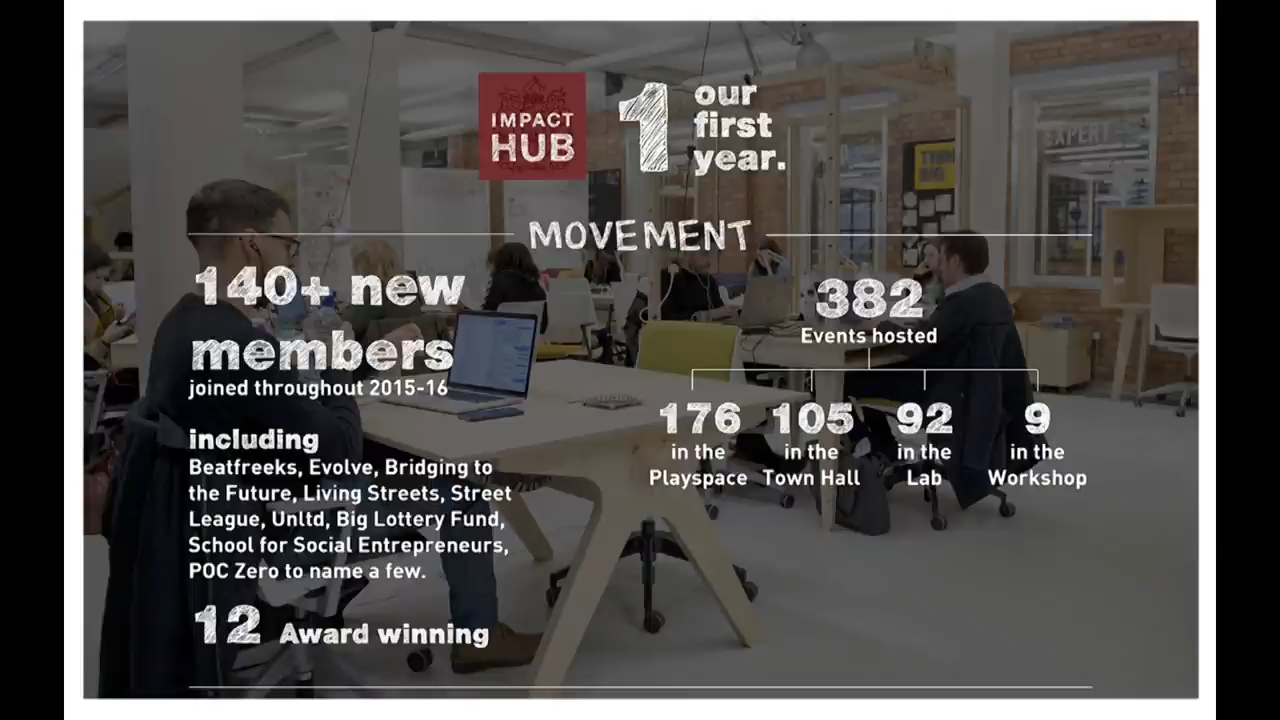 IMPACT
HUB
1
our
first
year.
MOVEMENT
140+ new
members
joined throughout 2015-16
including
Beatfreeks, Evolve, Bridging to
the Future, Living Streets, Street
League, Unltd, Big Lottery Fund,
School for Social Entrepreneurs,
POC Zero to name a few.
12 Award winning
382
Events hosted
176 105 92 9
in the in the in the in the
Playspace Town Hall Lab Workshop
EXPERT